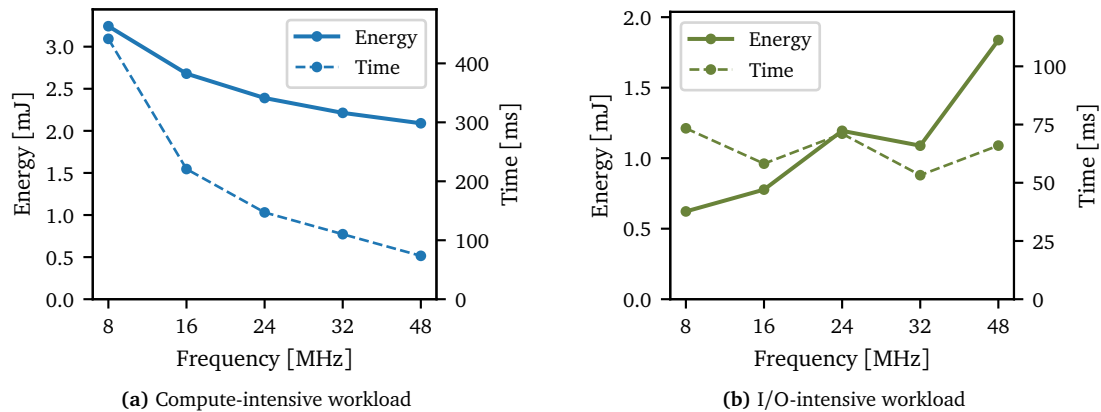 Energy
Time
3.0
2.5
2.0
1.5
1.0
0.5
0.0
Energy [mJ]
400
300
200
100
0
Time [ms]
8 16 24 32 48
Frequency [MHz]
(a) Compute-intensive workload
Energy
Time
2.0
1.5
1.0
0.5
0.0
Energy [mJ]
100
75
50
25
0
Time [ms]
8 16 24 32 48
Frequency [MHz]
(b) I/O-intensive workload